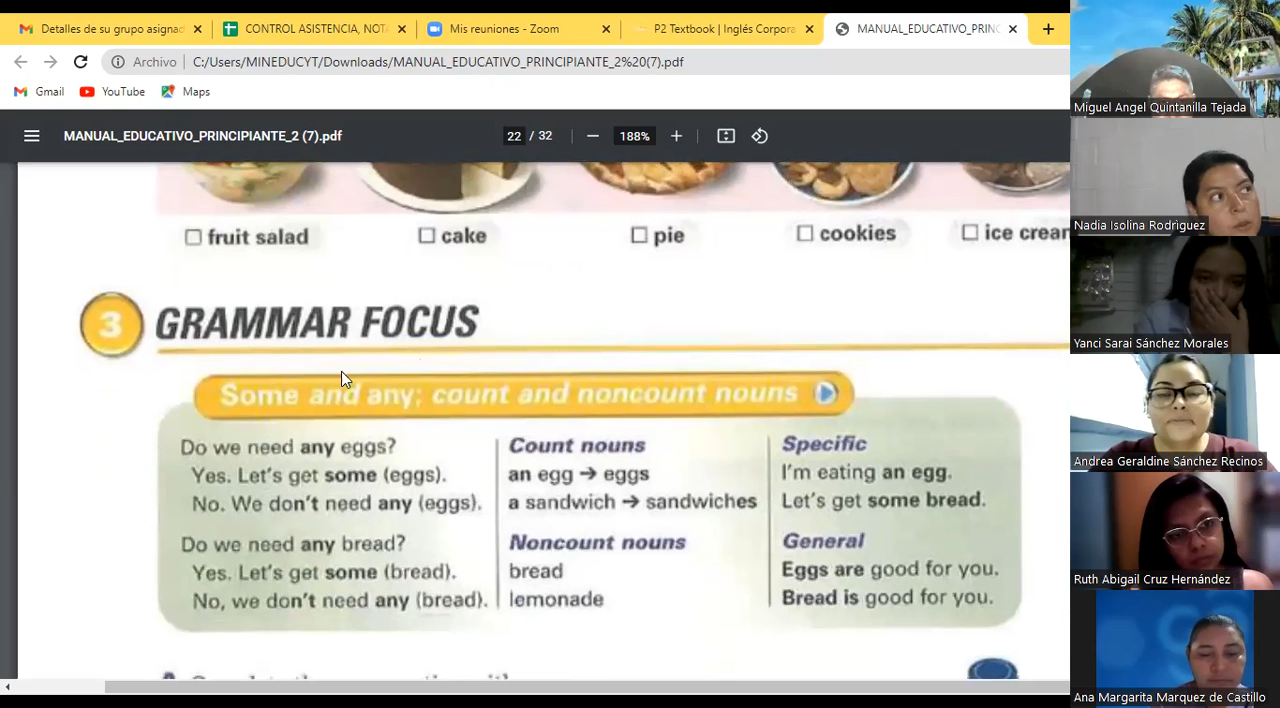 Detalles de su grupo asignad
CONTROL ASISTENCIA, NOTA
Mis reuniones - Zoom
P2 Textbook | Inglés Corpora
MANUAL_EDUCATIVO_PRINC
Archivo
C:/Users/MINEDUCYT/Downloads/MANUAL_EDUCATIVO_PRINCIPIANTE_2%20(7).pdf
Gmail
YouTube
Maps
MANUAL_EDUCATIVO_PRINCIPIANTE_2 (7).pdf
22 / 32
188%
fruit salad
cake
pie
cookies
ice crear
3
GRAMMAR FOCUS
Some and any; count and noncount nouns
Do we need any eggs?
Yes. Let's get some (eggs).
No. We don't need any (eggs).
Do we need any bread?
Yes. Let's get some (bread).
No, we don't need any (bread).
Count nouns
an egg → eggs
a sandwich → sandwiches
Noncount nouns
bread
lemonade
Specific
I'm eating an egg.
Let's get some bread.
General
Eggs are good for you.
Bread is good for you.
Miguel Angel Quintanilla Tejada
Nadia Isolina Rodriguez
Yanci Sarai Sánchez Morales
Andrea Geraldine Sánchez Recinos
Ruth Abigail Cruz Hernández
Ana Margarita Marquez de Castillo